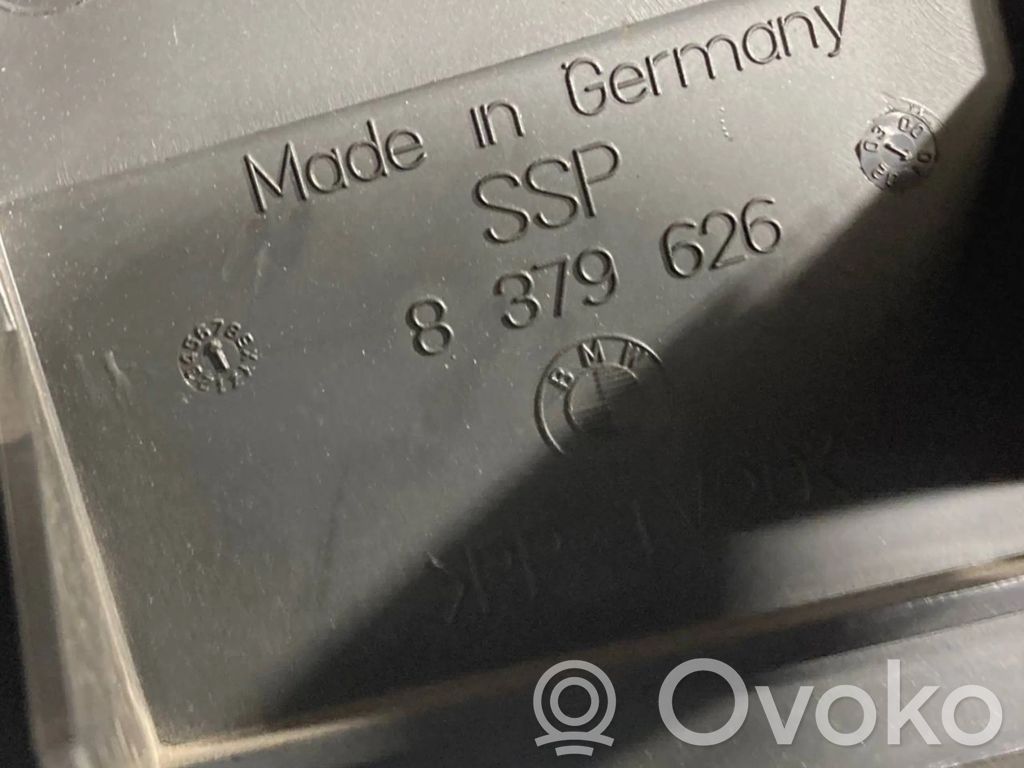 Made in Germany
SSP
8 379 626
BMW
Ovoko